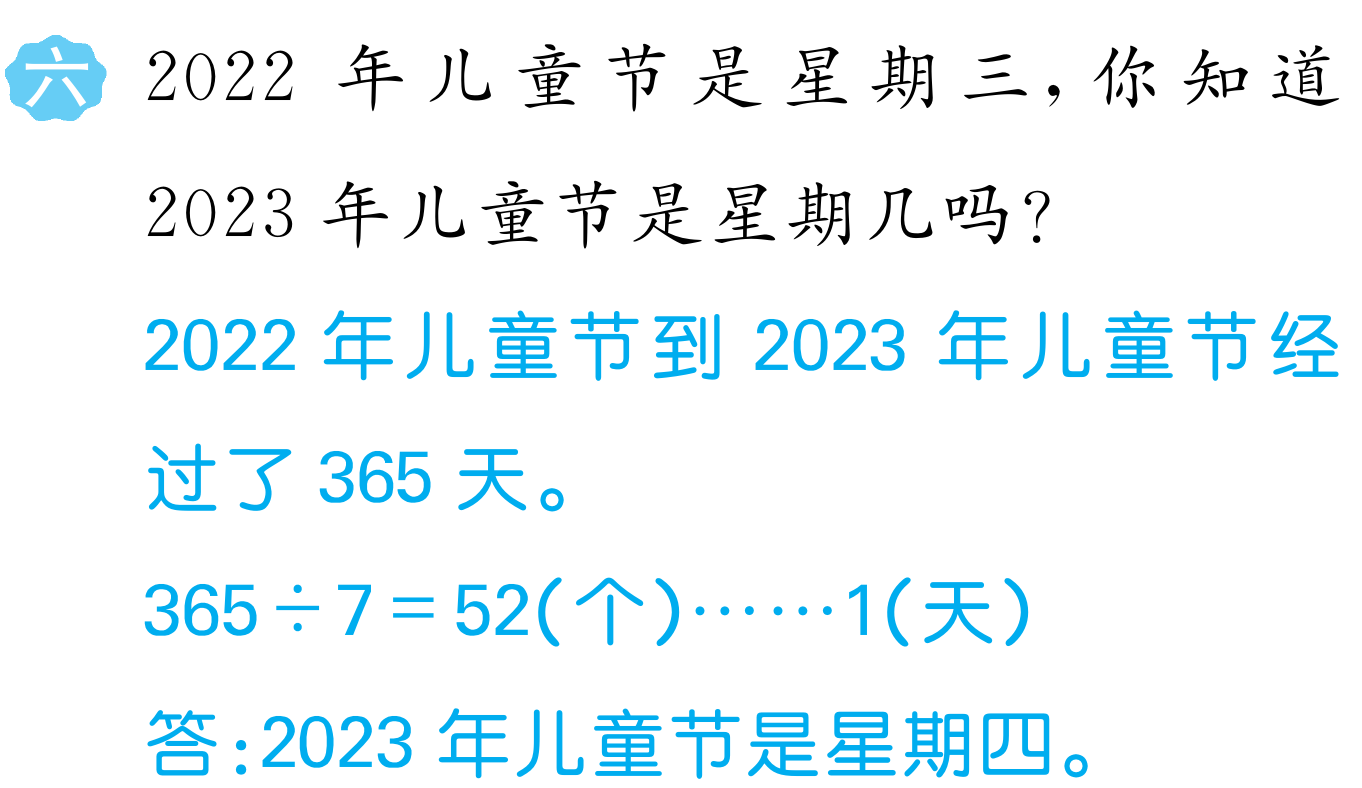 六 2022 年儿童节是星期三,你知道
2023 年儿童节是星期几吗?
2022 年儿童节到 2023 年儿童节经
过了 365 天。
365÷7=52(个)……1(天)
答:2023 年儿童节是星期四。